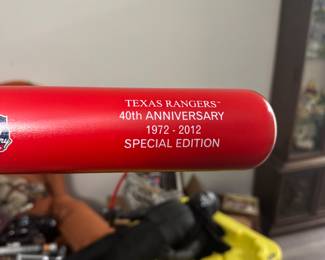 TEXAS RANGERS™
40th ANNIVERSARY
1972 - 2012
SPECIAL EDITION